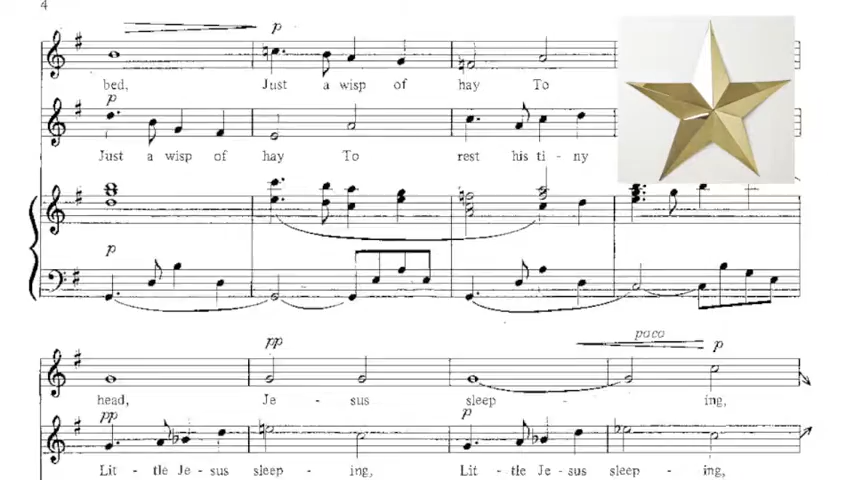 4
p
bed, Just a wisp of hay To
p
Just a wisp of hay To rest his ti - ny
p
pp poco p
head, Je - sus sleep - ing,
pp p
Lit - tle Je - sus sleep - ing, Lit - tle Je - sus sleep - ing,